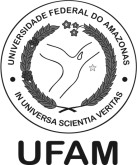 UNIVERSIDADE FEDERAL DO AMAZONAS
IN UNIVERSA SCIENTIA VERITAS
UFAM